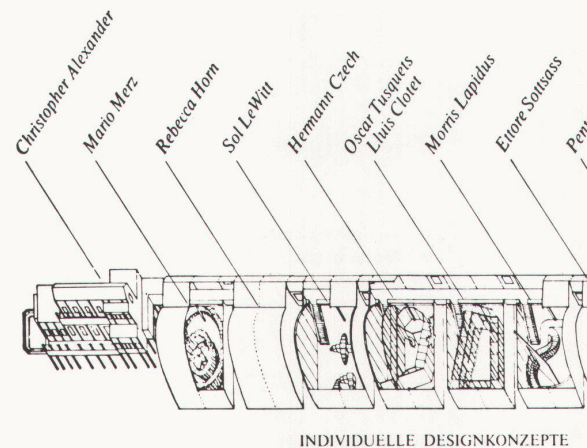 Christopher Alexander
Mario Merz
Rebecca Horn
Sol LeWitt
Hermann Czech
Oscar Tusquets
Lluis Clotet
Morris Lapidus
Ettore Sottsass
INDIVIDUELLE DESIGNKONZEPTE